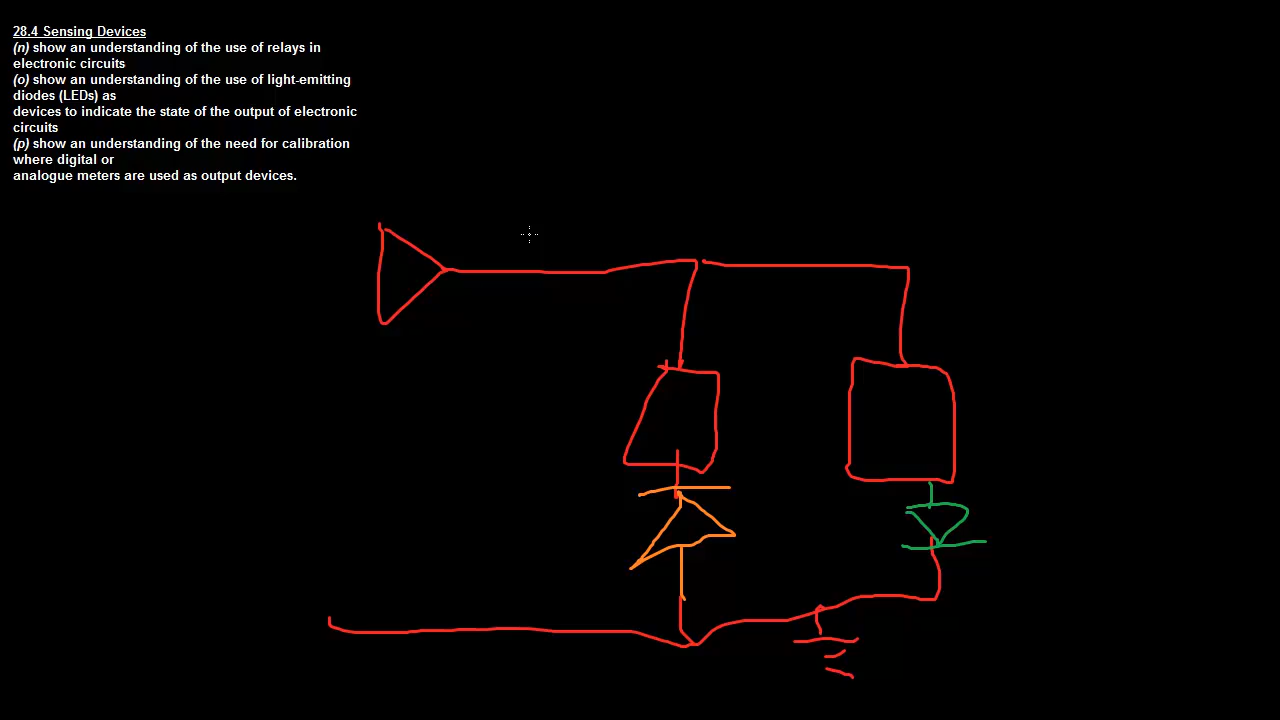 28.4 Sensing Devices
(n) show an understanding of the use of relays in
electronic circuits
(o) show an understanding of the use of light-emitting
diodes (LEDs) as
devices to indicate the state of the output of electronic
circuits
(p) show an understanding of the need for calibration
where digital or
analogue meters are used as output devices.